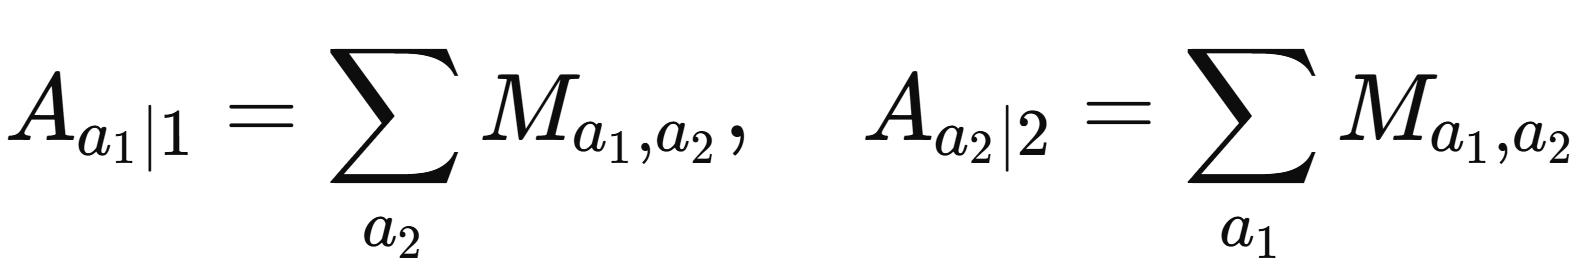 $A_{a_1|1} = \sum_{a_2} M_{a_1,a_2}, \quad A_{a_2|2} = \sum_{a_1} M_{a_1,a_2}$